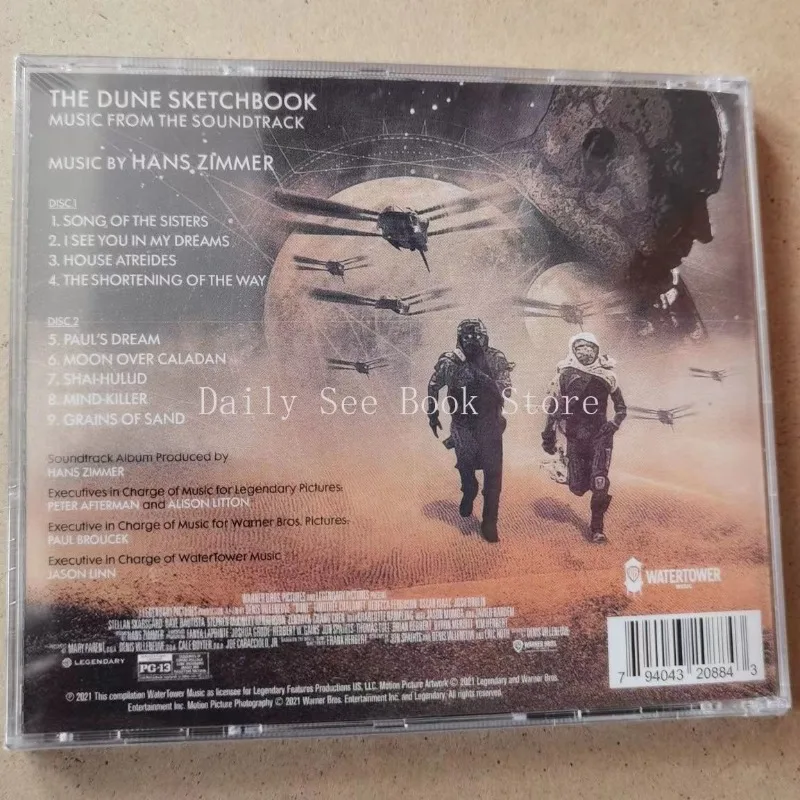 THE DUNE SKETCHBOOK
MUSIC FROM THE SOUNDTRACK
MUSIC BY HANS ZIMMER
DISC 1
1. SONG OF THE SISTERS
2. I SEE YOU IN MY DREAMS
3. HOUSE ATREIDES
4. THE SHORTENING OF THE WAY
DISC 2
5. PAUL'S DREAM
6. MOON OVER CALADAN
7. SHAI-HULUD
8. MIND-KILLER
9. GRAINS OF SAND
Daily See Book Store
Soundtrack Album Produced by
HANS ZIMMER
Executives in Charge of Music for Legendary Pictures:
PETER AFTERMAN and ALISON LITTON
Executive in Charge of Music for Warner Bros. Pictures:
PAUL BROUCEK
Executive in Charge of WaterTower Music
JASON LINN
WATERTOWER
MUSIC
LEGENDARY
PG-13
7 94043 20884 3
℗ 2021 This compilation WaterTower Music as licensee for Legendary Features Productions US, LLC. Motion Picture Artwork © 2021 Legendary and Warner Bros.
Entertainment Inc. Motion Picture Photography © 2021 Warner Bros. Entertainment Inc. and Legendary. All rights reserved.